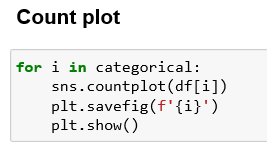 Count plot
for i in categorical:
    sns.countplot(df[i])
    plt.savefig(f'{i}')
    plt.show()